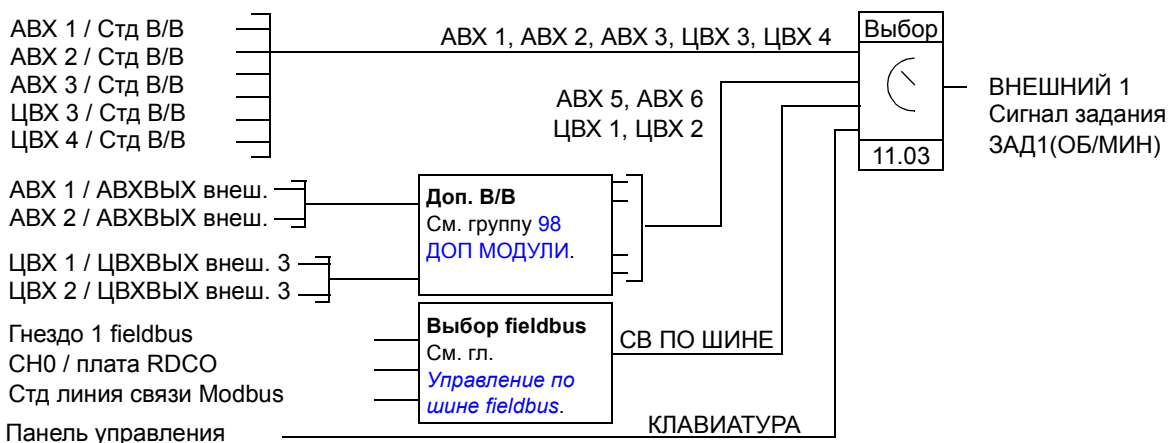 АВХ 1 / Стд В/В
АВХ 2 / Стд В/В
АВХ 3 / Стд В/В
ЦВХ 3 / Стд В/В
ЦВХ 4 / Стд В/В
АВХ 1, АВХ 2, АВХ 3, ЦВХ 3, ЦВХ 4
Выбор
11.03
ВНЕШНИЙ 1
Сигнал задания
ЗАД1(ОБ/МИН)
АВХ 5, АВХ 6
ЦВХ 1, ЦВХ 2
АВХ 1 / АВХВЫХ внеш.
АВХ 2 / АВХВЫХ внеш.
ЦВХ 1 / ЦВХВЫХ внеш. 3
ЦВХ 2 / ЦВХВЫХ внеш. 3
Доп. В/В
См. группу 98
ДОП МОДУЛИ.
Гнездо 1 fieldbus
CH0 / плата RDCO
Стд линия связи Modbus
Выбор fieldbus
См. гл.
Управление по
шине fieldbus.
СВ ПО ШИНЕ
Панель управления
КЛАВИАТУРА